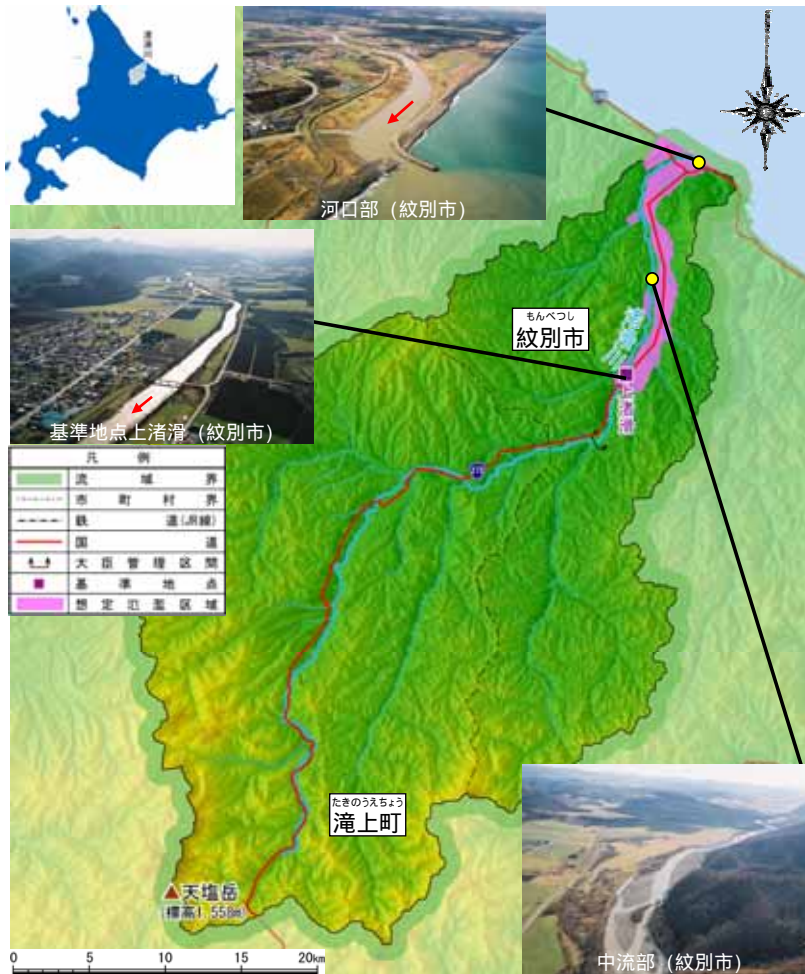 渚滑川
河口部 (紋別市)
基準地点上渚滑 (紋別市)
もんべつし
紋別市
上渚滑
凡 例
流 域 界
市 町 村 界
鉄 道(JR線)
国 道
大 臣 管 理 区 間
基 準 地 点
想 定 氾 濫 区 域
たきのうえちょう
滝上町
天塩岳
(標高1,558m)
中流部 (紋別市)
0 5 10 15 20km